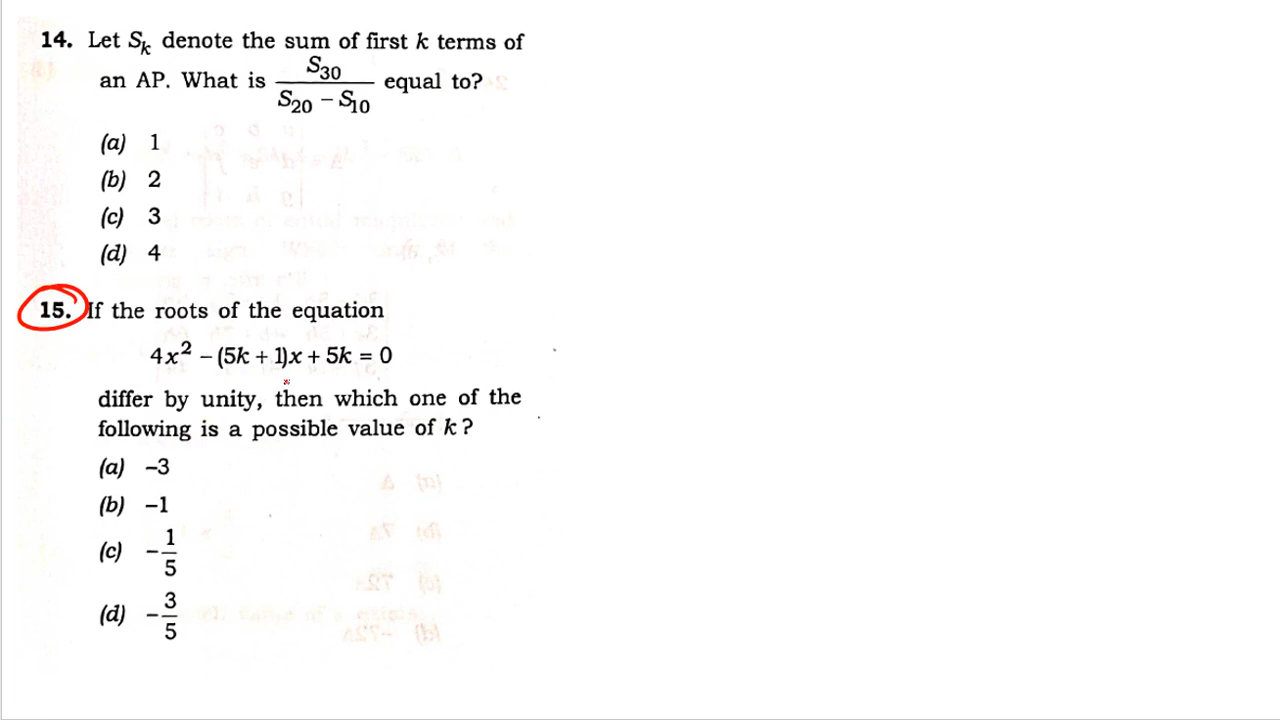 14. Let S_k denote the sum of first k terms of
an AP. What is S_30 / (S_20 − S_10) equal to?
(a) 1
(b) 2
(c) 3
(d) 4
15. If the roots of the equation
4x² − (5k + 1)x + 5k = 0
differ by unity, then which one of the
following is a possible value of k?
(a) −3
(b) −1
(c) −1/5
(d) −3/5